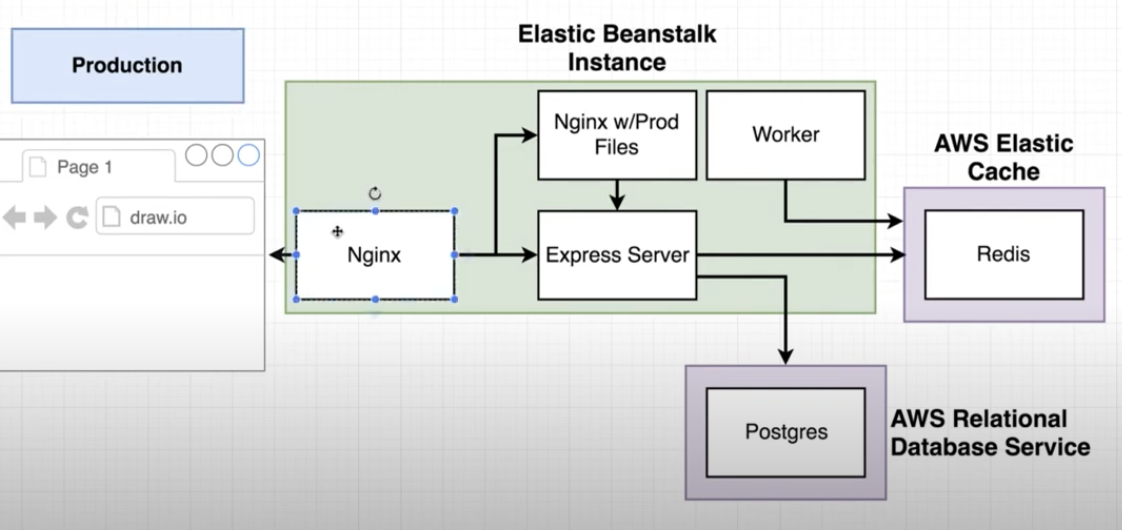 Production
Elastic Beanstalk
Instance
Page 1
draw.io
Nginx
Nginx w/Prod
Files
Worker
Express Server
AWS Elastic
Cache
Redis
Postgres
AWS Relational
Database Service